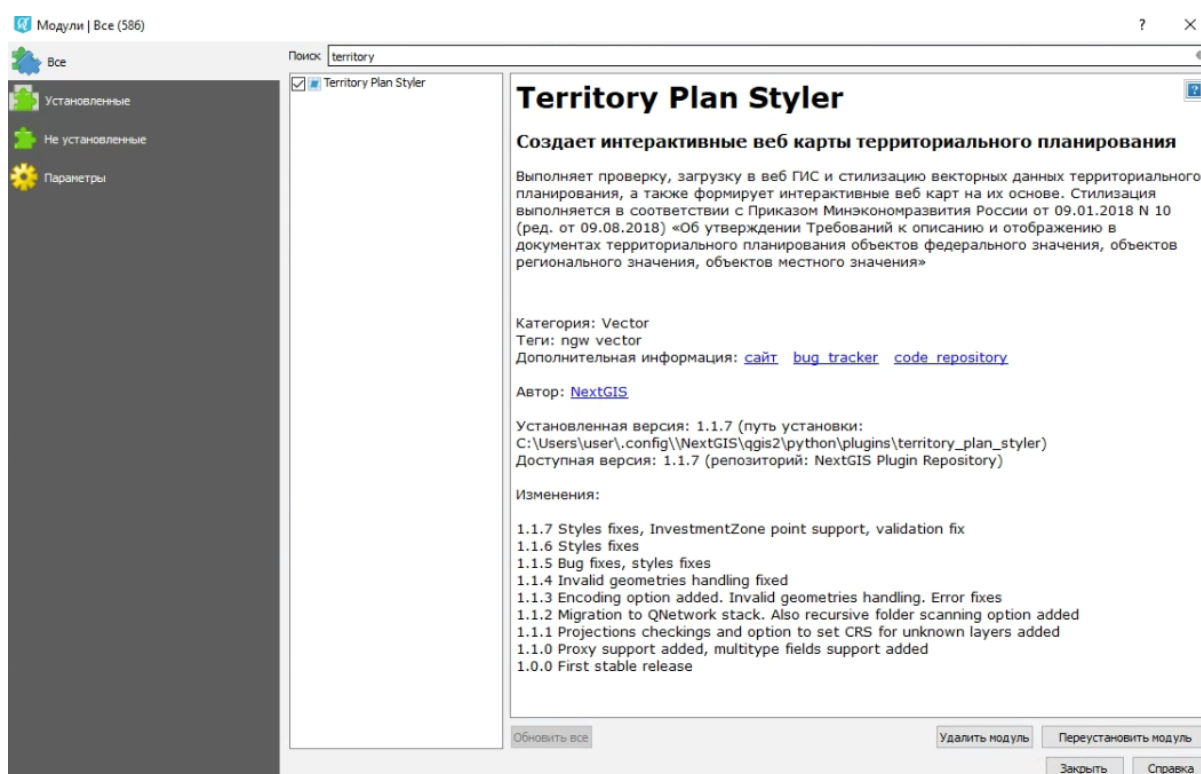 Модули | Все (586)
?
Все
Установленные
Не установленные
Параметры
Поиск territory
Territory Plan Styler
Territory Plan Styler
?
Создает интерактивные веб карты территориального планирования
Выполняет проверку, загрузку в веб ГИС и стилизацию векторных данных территориального
планирования, а также формирует интерактивные веб карт на их основе. Стилизация
выполняется в соответствии с Приказом Минэкономразвития России от 09.01.2018 N 10
(ред. от 09.08.2018) «Об утверждении Требований к описанию и отображению в
документах территориального планирования объектов федерального значения, объектов
регионального значения, объектов местного значения»
Категория: Vector
Теги: ngw vector
Дополнительная информация: сайт bug tracker code repository
Автор: NextGIS
Установленная версия: 1.1.7 (путь установки:
C:\Users\user\.config\\NextGIS\qgis2\python\plugins\territory_plan_styler)
Доступная версия: 1.1.7 (репозиторий: NextGIS Plugin Repository)
Изменения:
1.1.7 Styles fixes, InvestmentZone point support, validation fix
1.1.6 Styles fixes
1.1.5 Bug fixes, styles fixes
1.1.4 Invalid geometries handling fixed
1.1.3 Encoding option added. Invalid geometries handling. Error fixes
1.1.2 Migration to QNetwork stack. Also recursive folder scanning option added
1.1.1 Projections checkings and option to set CRS for unknown layers added
1.1.0 Proxy support added, multitype fields support added
1.0.0 First stable release
Обновить все
Удалить модуль
Переустановить модуль
Закрыть
Справка